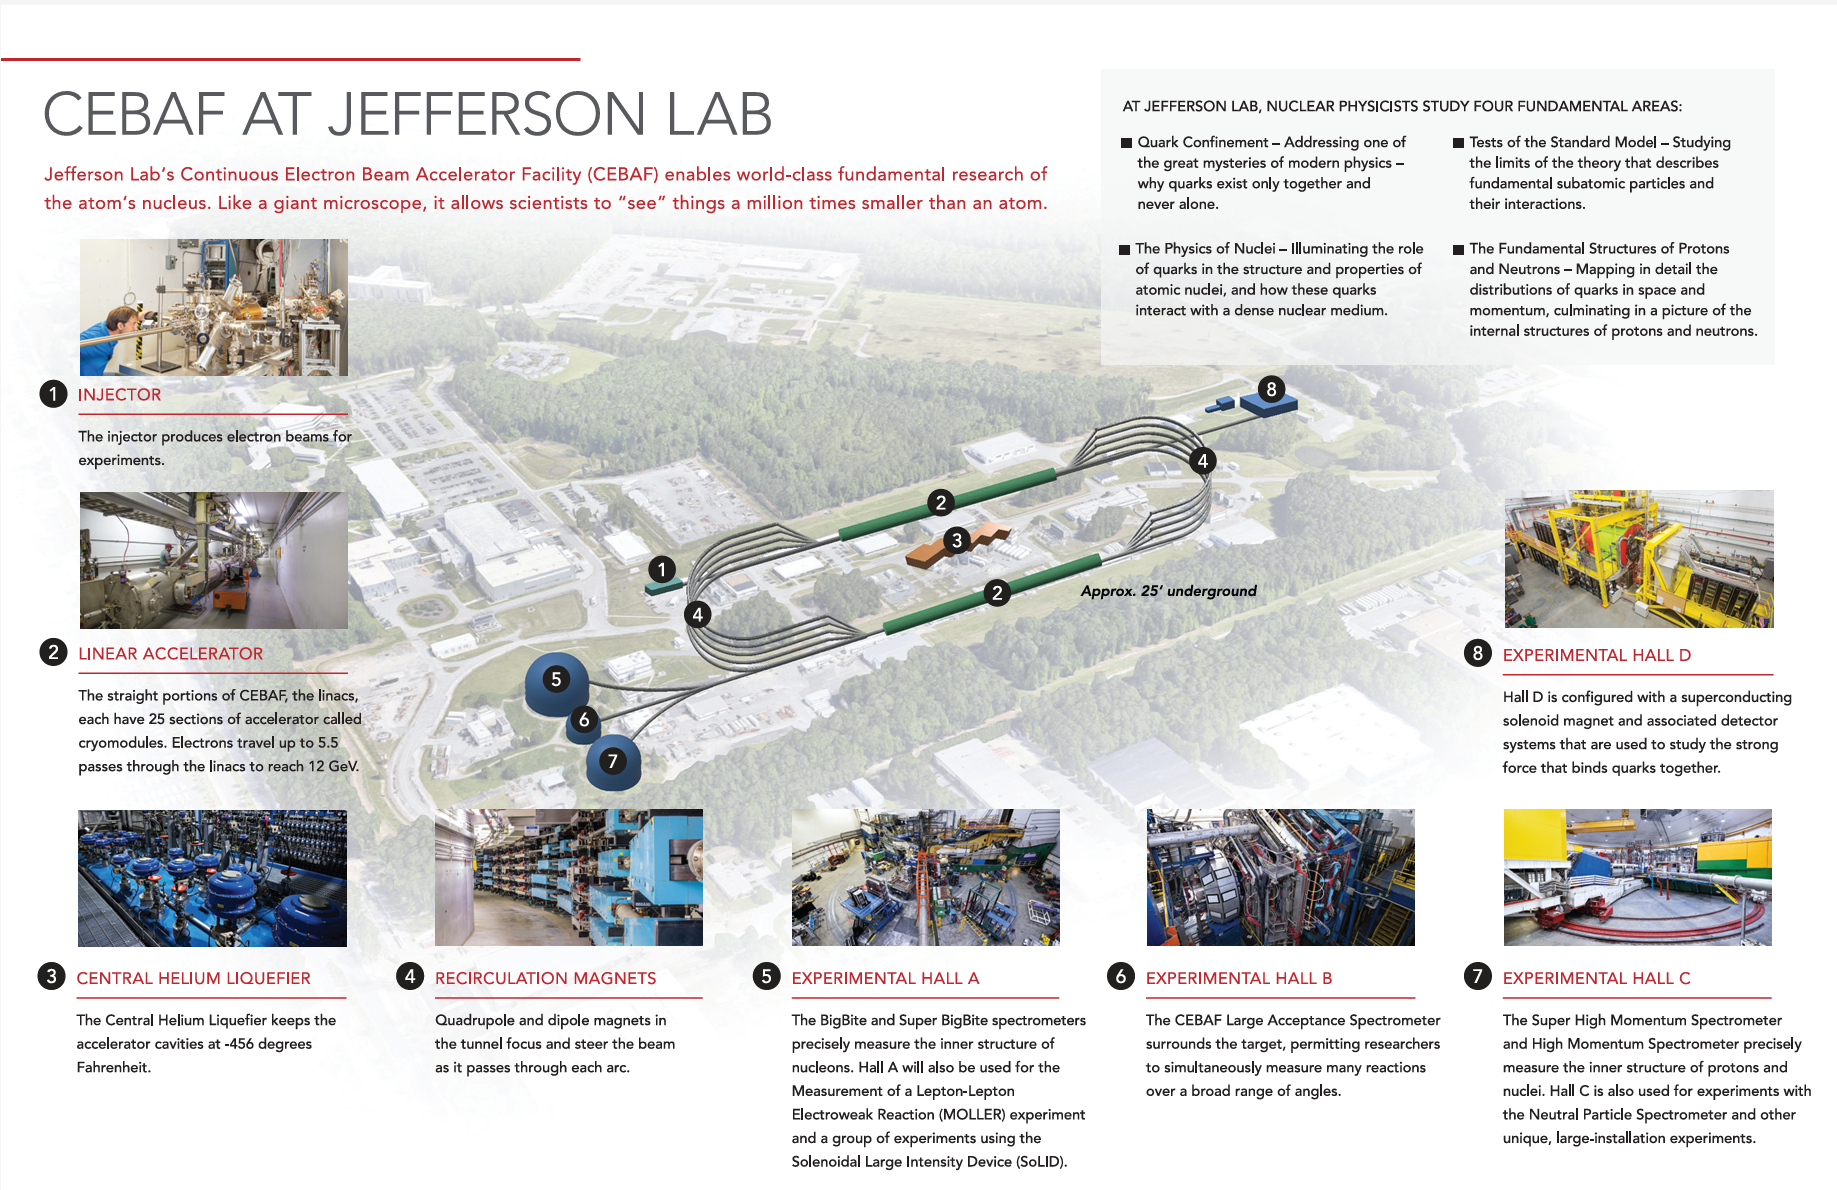 CEBAF AT JEFFERSON LAB
Jefferson Lab's Continuous Electron Beam Accelerator Facility (CEBAF) enables world-class fundamental research of
the atom's nucleus. Like a giant microscope, it allows scientists to “see” things a million times smaller than an atom.
AT JEFFERSON LAB, NUCLEAR PHYSICISTS STUDY FOUR FUNDAMENTAL AREAS:
■ Quark Confinement – Addressing one of
the great mysteries of modern physics –
why quarks exist only together and
never alone.
■ The Physics of Nuclei – Illuminating the role
of quarks in the structure and properties of
atomic nuclei, and how these quarks
interact with a dense nuclear medium.
■ Tests of the Standard Model – Studying
the limits of the theory that describes
fundamental subatomic particles and
their interactions.
■ The Fundamental Structures of Protons
and Neutrons – Mapping in detail the
distributions of quarks in space and
momentum, culminating in a picture of the
internal structures of protons and neutrons.
1 INJECTOR
The injector produces electron beams for
experiments.
2 LINEAR ACCELERATOR
The straight portions of CEBAF, the linacs,
each have 25 sections of accelerator called
cryomodules. Electrons travel up to 5.5
passes through the linacs to reach 12 GeV.
8
4
2
3
1
2
Approx. 25' underground
4
5
6
7
8 EXPERIMENTAL HALL D
Hall D is configured with a superconducting
solenoid magnet and associated detector
systems that are used to study the strong
force that binds quarks together.
3 CENTRAL HELIUM LIQUEFIER
The Central Helium Liquefier keeps the
accelerator cavities at -456 degrees
Fahrenheit.
4 RECIRCULATION MAGNETS
Quadrupole and dipole magnets in
the tunnel focus and steer the beam
as it passes through each arc.
5 EXPERIMENTAL HALL A
The BigBite and Super BigBite spectrometers
precisely measure the inner structure of
nucleons. Hall A will also be used for the
Measurement of a Lepton-Lepton
Electroweak Reaction (MOLLER) experiment
and a group of experiments using the
Solenoidal Large Intensity Device (SoLID).
6 EXPERIMENTAL HALL B
The CEBAF Large Acceptance Spectrometer
surrounds the target, permitting researchers
to simultaneously measure many reactions
over a broad range of angles.
7 EXPERIMENTAL HALL C
The Super High Momentum Spectrometer
and High Momentum Spectrometer precisely
measure the inner structure of protons and
nuclei. Hall C is also used for experiments with
the Neutral Particle Spectrometer and other
unique, large-installation experiments.